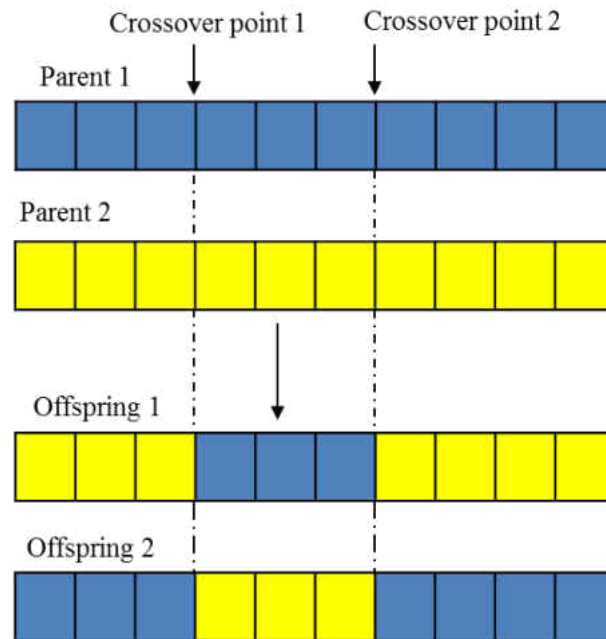 Crossover point 1
Crossover point 2
Parent 1
Parent 2
Offspring 1
Offspring 2